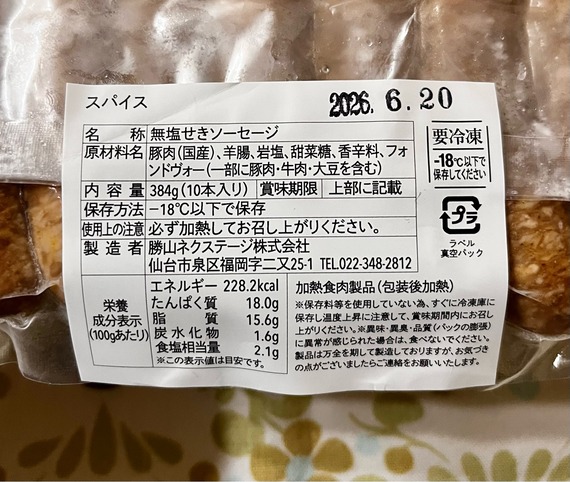 スパイス
2026. 6.20
名称 無塩せきソーセージ
原材料名 豚肉(国産)、羊腸、岩塩、甜菜糖、香辛料、フォ
ンドヴォー(一部に豚肉・牛肉・大豆を含む)
内容量 384g(10本入り) 賞味期限 上部に記載
保存方法 −18℃以下で保存
使用上の注意 必ず加熱してお召し上がりください。
製造者 勝山ネクステージ株式会社
仙台市泉区福岡字二又25-1 TEL022-348-2812
要冷凍
-18℃以下で
保存してください
プラ
ラベル
真空パック
栄養
成分表示
(100gあたり)
エネルギー 228.2kcal
たんぱく質 18.0g
脂質 15.6g
炭水化物 1.6g
食塩相当量 2.1g
※この表示値は目安です。
加熱食肉製品(包装後加熱)
※保存料等を使用していない為、すぐに冷凍庫に
保存し温度上昇に注意して、賞味期間内にお召し
上がりください。※異味・異臭・品質(パックの膨張)
に異常が感じられた場合は、食べないでください。
製品は万全を期して製造しておりますが、お気づき
の点がございましたらご連絡をお願いいたします。